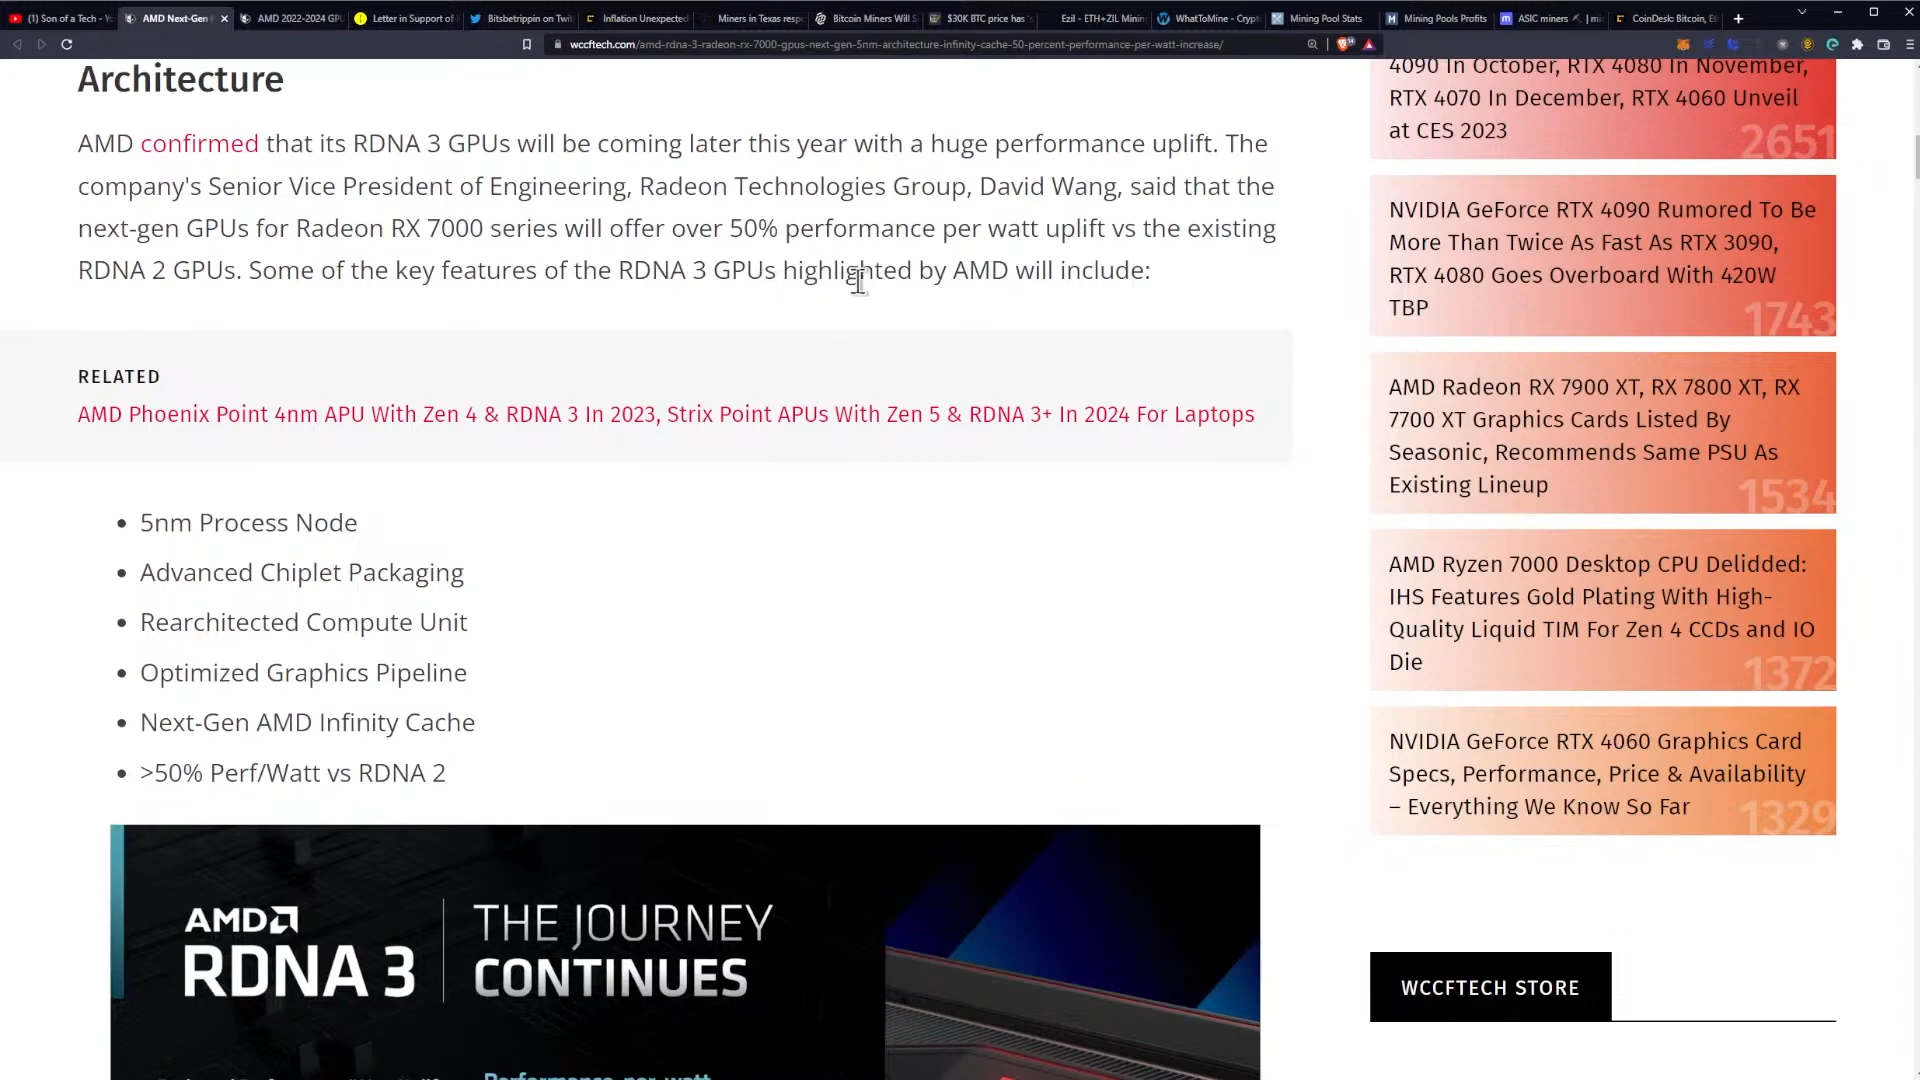 (1) Son of a Tech - Yo
AMD Next-Gen
AMD 2022-2024 GPU
Letter in Support of
Bitsbetrippin on Twit
Inflation Unexpected
Miners in Texas resp
Bitcoin Miners Will S
$30K BTC price has
Ezil - ETH+ZIL Minin
WhatToMine - Crypt
Mining Pool Stats
Mining Pools Profits
ASIC miners
CoinDesk: Bitcoin, Et
wccftech.com/amd-rdna-3-radeon-rx-7000-gpus-next-gen-5nm-architecture-infinity-cache-50-percent-performance-per-watt-increase/
Architecture
AMD confirmed that its RDNA 3 GPUs will be coming later this year with a huge performance uplift. The
company's Senior Vice President of Engineering, Radeon Technologies Group, David Wang, said that the
next-gen GPUs for Radeon RX 7000 series will offer over 50% performance per watt uplift vs the existing
RDNA 2 GPUs. Some of the key features of the RDNA 3 GPUs highlighted by AMD will include:
RELATED
AMD Phoenix Point 4nm APU With Zen 4 & RDNA 3 In 2023, Strix Point APUs With Zen 5 & RDNA 3+ In 2024 For Laptops
• 5nm Process Node
• Advanced Chiplet Packaging
• Rearchitected Compute Unit
• Optimized Graphics Pipeline
• Next-Gen AMD Infinity Cache
• >50% Perf/Watt vs RDNA 2
AMD
RDNA 3
THE JOURNEY
CONTINUES
Performance-per-watt
4090 In October, RTX 4080 In November,
RTX 4070 In December, RTX 4060 Unveil
at CES 2023
2651
NVIDIA GeForce RTX 4090 Rumored To Be
More Than Twice As Fast As RTX 3090,
RTX 4080 Goes Overboard With 420W
TBP
1743
AMD Radeon RX 7900 XT, RX 7800 XT, RX
7700 XT Graphics Cards Listed By
Seasonic, Recommends Same PSU As
Existing Lineup
1534
AMD Ryzen 7000 Desktop CPU Delidded:
IHS Features Gold Plating With High-
Quality Liquid TIM For Zen 4 CCDs and IO
Die
1372
NVIDIA GeForce RTX 4060 Graphics Card
Specs, Performance, Price & Availability
– Everything We Know So Far
1329
WCCFTECH STORE